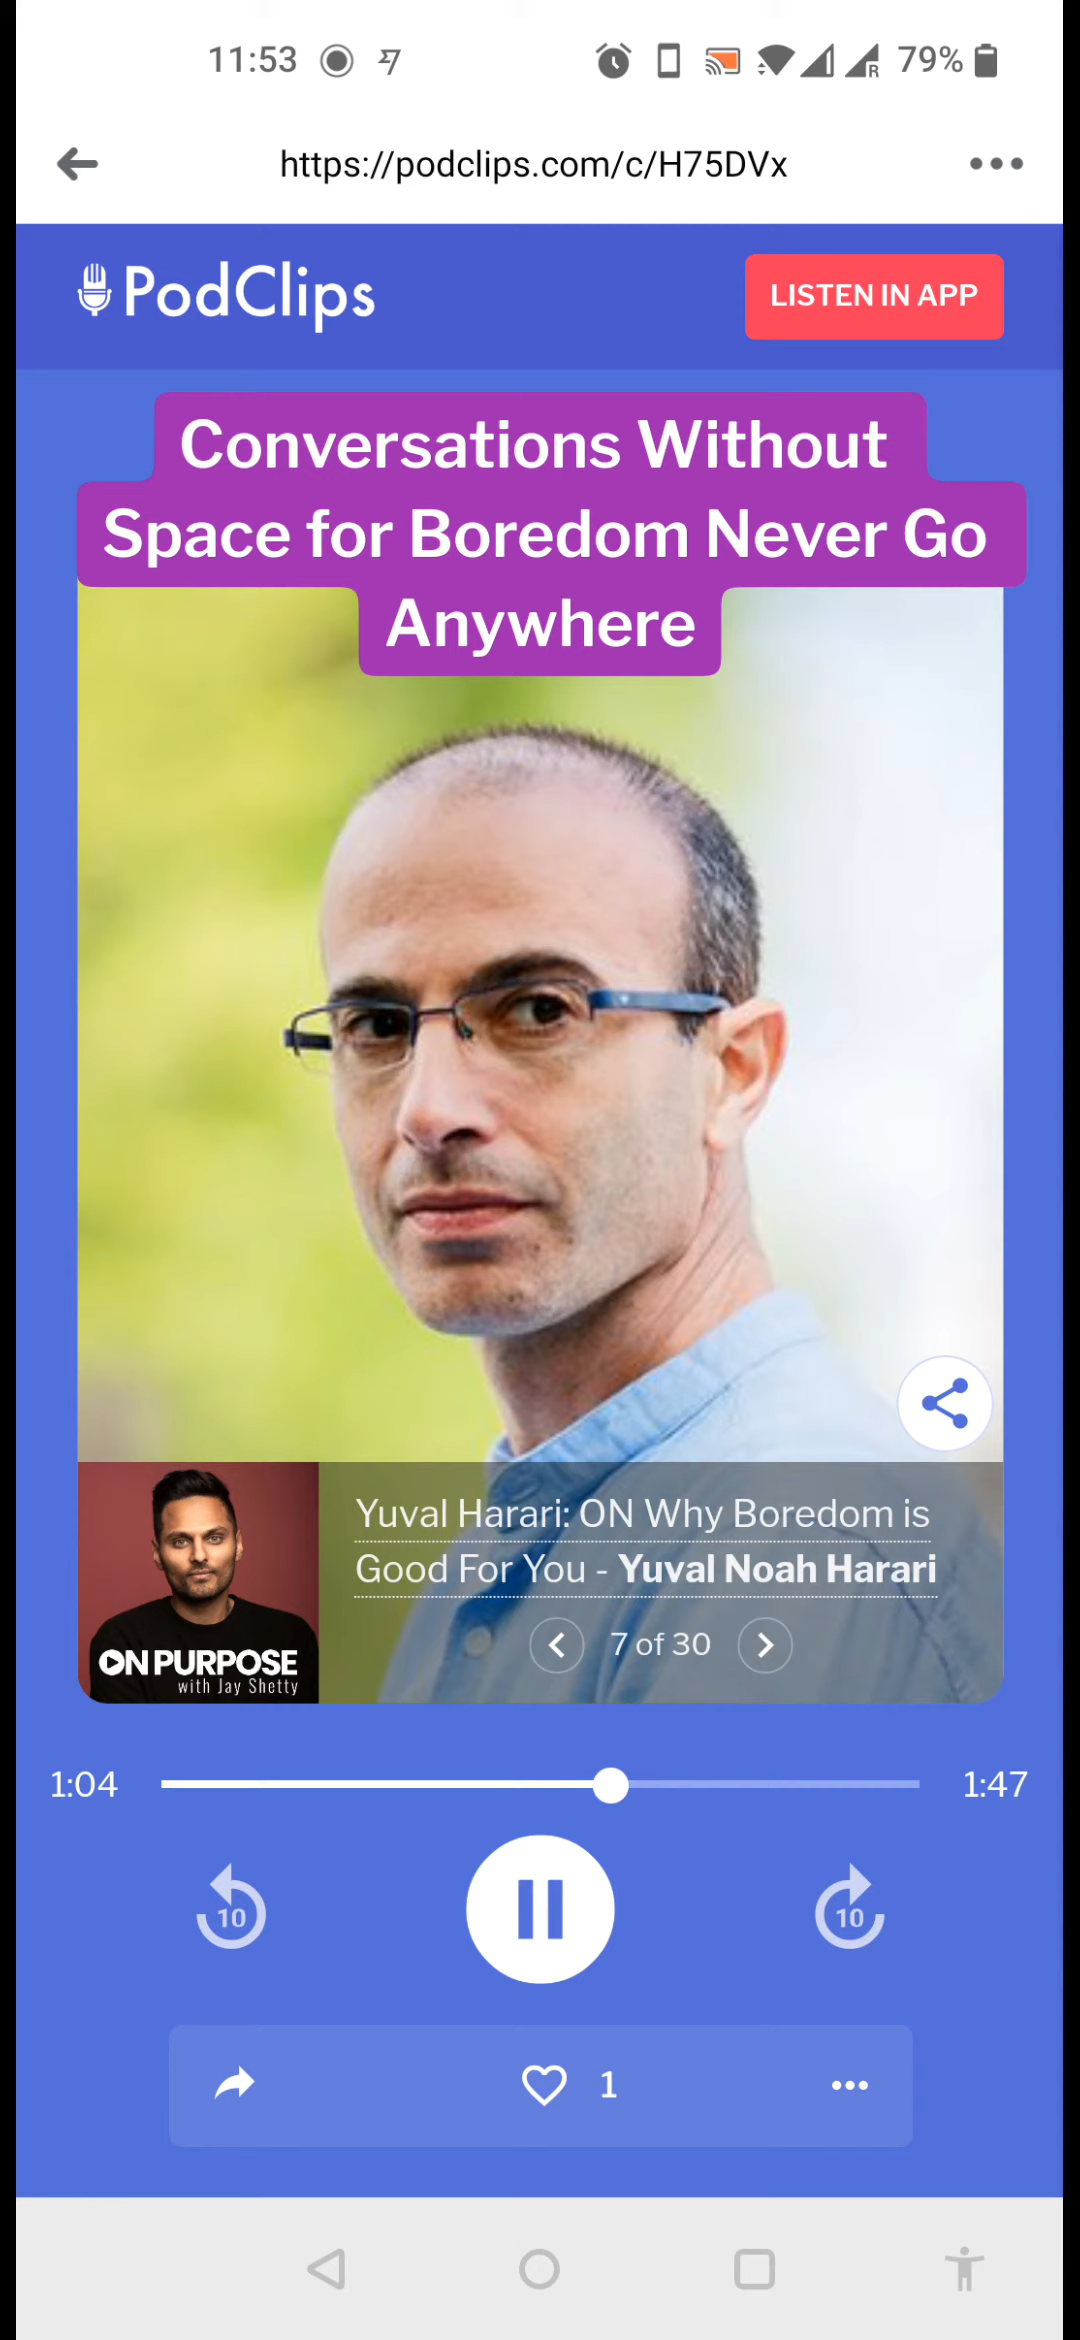 11:53
R
79%
https://podclips.com/c/H75DVx
PodClips
LISTEN IN APP
Conversations Without
Space for Boredom Never Go
Anywhere
ON PURPOSE
with Jay Shetty
Yuval Harari: ON Why Boredom is
Good For You - Yuval Noah Harari
7 of 30
1:04
1:47
10
10
1